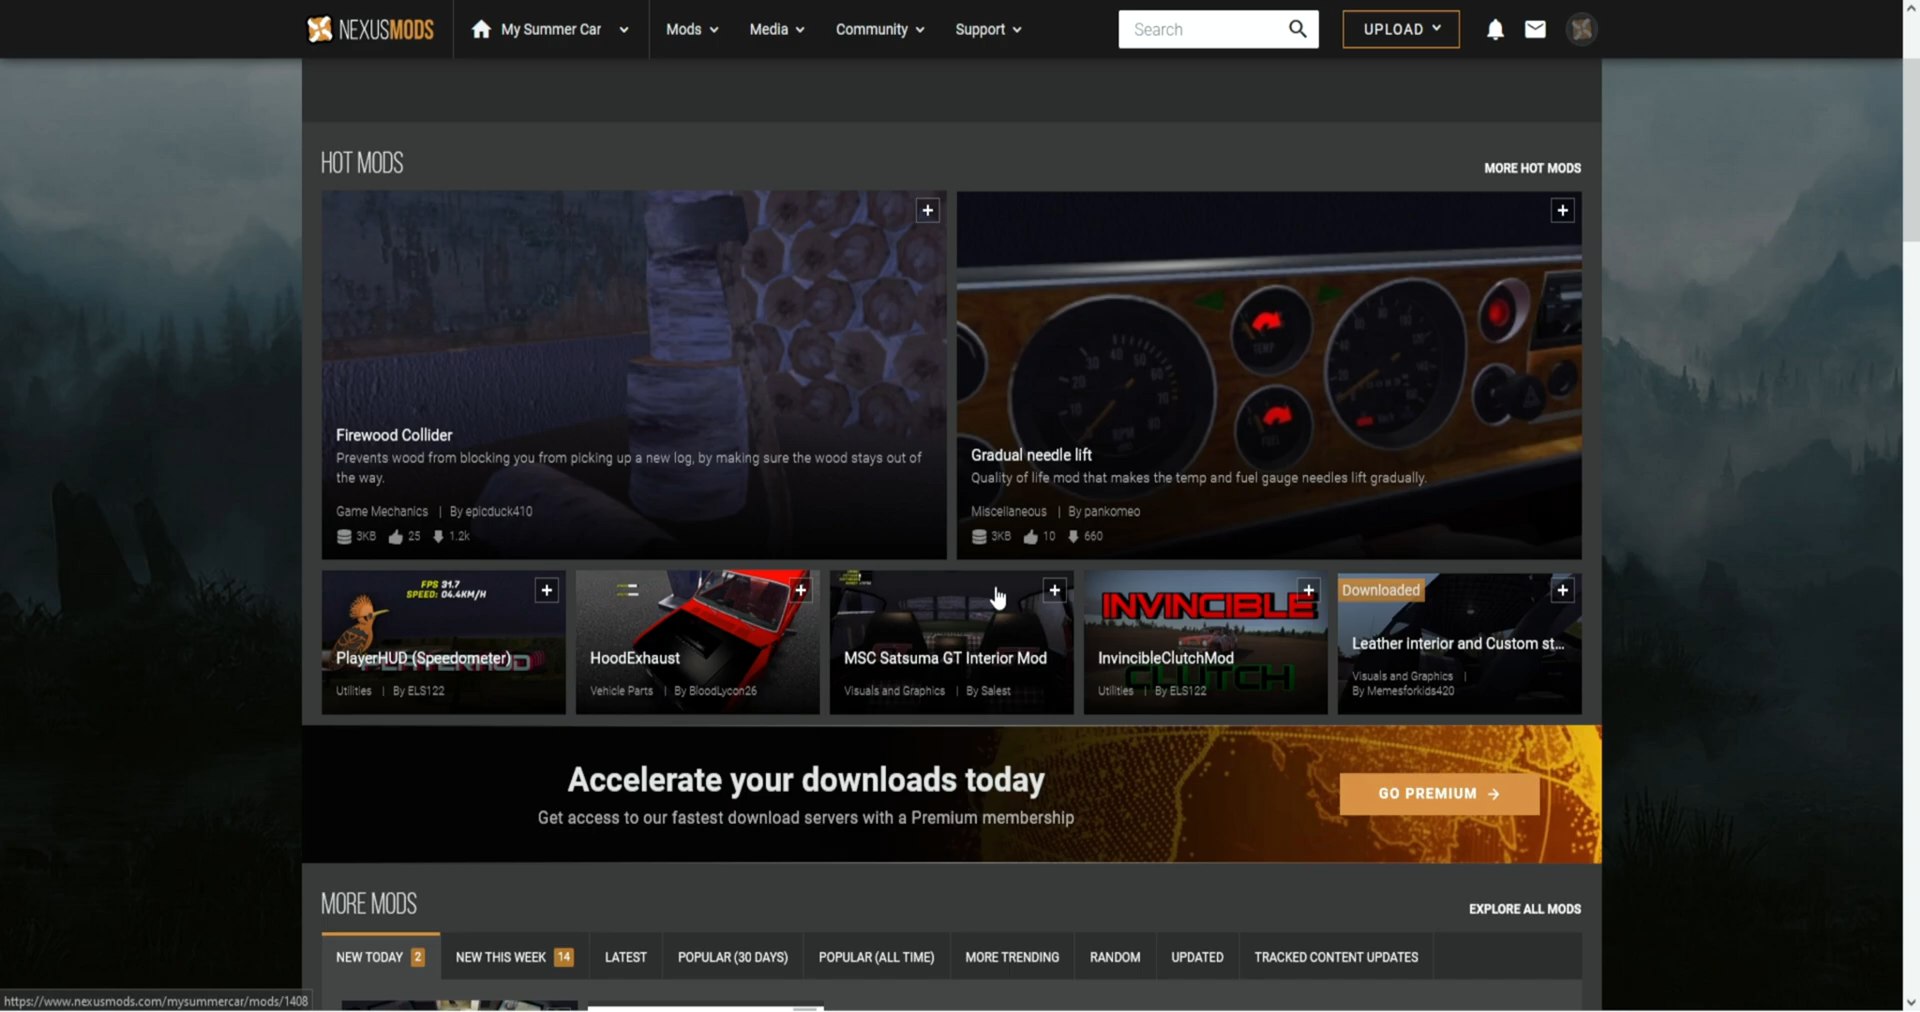 NEXUSMODS
My Summer Car
Mods
Media
Community
Support
Search
UPLOAD
HOT MODS
MORE HOT MODS
Firewood Collider
Prevents wood from blocking you from picking up a new log, by making sure the wood stays out of
the way.
Game Mechanics | By epicduck410
3KB 25 1.2k
Gradual needle lift
Quality of life mod that makes the temp and fuel gauge needles lift gradually.
Miscellaneous | By pankomeo
3KB 10 660
TEMP
FUEL
FPS 31.7
SPEED: 04.4KM/H
PlayerHUD (Speedometer)
Utilities | By ELS122
HoodExhaust
Vehicle Parts | By BloodLycon26
MSC Satsuma GT Interior Mod
Visuals and Graphics | By Salest
INVINCIBLE
CLUTCH
InvincibleClutchMod
Utilities | By ELS122
Downloaded
Leather interior and Custom st...
Visuals and Graphics |
By Memesforkids420
Accelerate your downloads today
Get access to our fastest download servers with a Premium membership
GO PREMIUM →
MORE MODS
EXPLORE ALL MODS
NEW TODAY 2
NEW THIS WEEK 14
LATEST
POPULAR (30 DAYS)
POPULAR (ALL TIME)
MORE TRENDING
RANDOM
UPDATED
TRACKED CONTENT UPDATES
https://www.nexusmods.com/mysummercar/mods/1408